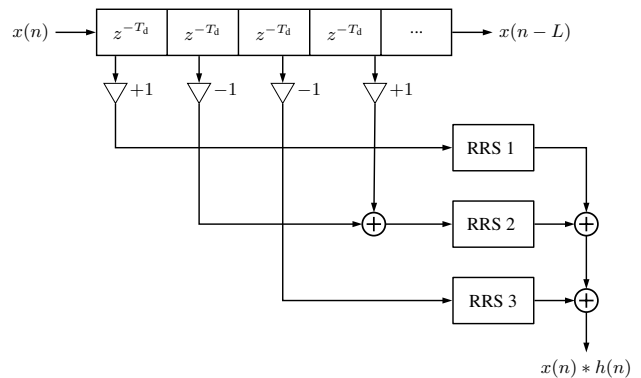 x(n) z^{-T_d} z^{-T_d} z^{-T_d} z^{-T_d} ... x(n − L)
+1 −1 −1 +1
RRS 1
RRS 2
RRS 3
x(n) ∗ h(n)